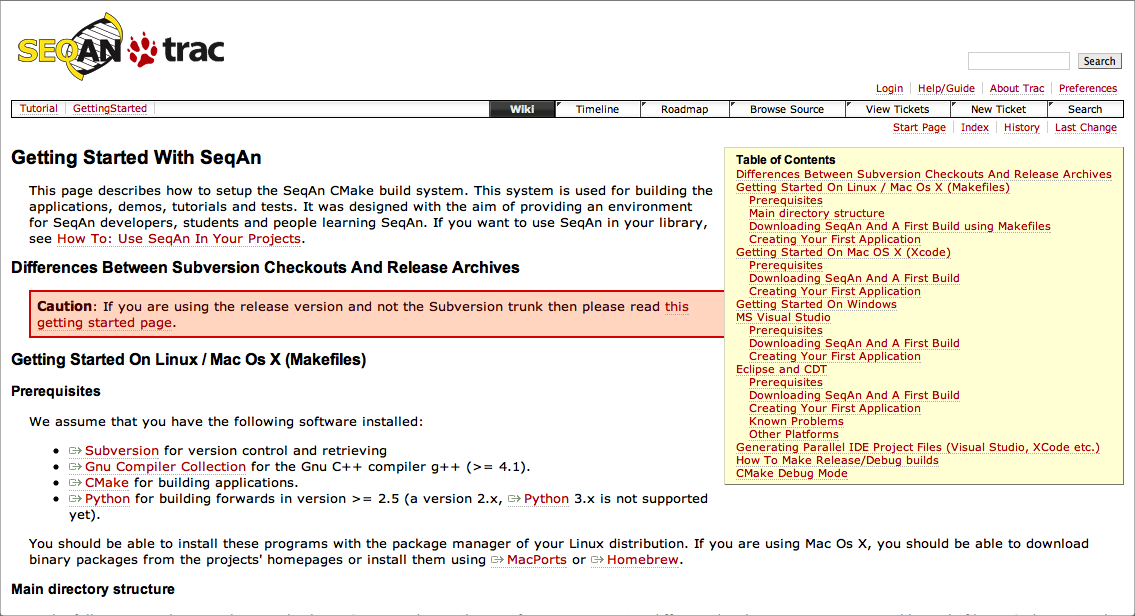 SEQAN trac
Search
Login Help/Guide About Trac Preferences
Tutorial GettingStarted Wiki Timeline Roadmap Browse Source View Tickets New Ticket Search
Start Page Index History Last Change
Getting Started With SeqAn
This page describes how to setup the SeqAn CMake build system. This system is used for building the
applications, demos, tutorials and tests. It was designed with the aim of providing an environment
for SeqAn developers, students and people learning SeqAn. If you want to use SeqAn in your library,
see How To: Use SeqAn In Your Projects.
Differences Between Subversion Checkouts And Release Archives
Caution: If you are using the release version and not the Subversion trunk then please read this
getting started page.
Table of Contents
Differences Between Subversion Checkouts And Release Archives
Getting Started On Linux / Mac Os X (Makefiles)
Prerequisites
Main directory structure
Downloading SeqAn And A First Build using Makefiles
Creating Your First Application
Getting Started On Mac OS X (Xcode)
Prerequisites
Downloading SeqAn And A First Build
Creating Your First Application
Getting Started On Windows
MS Visual Studio
Prerequisites
Downloading SeqAn And A First Build
Creating Your First Application
Eclipse and CDT
Prerequisites
Downloading SeqAn And A First Build
Creating Your First Application
Known Problems
Other Platforms
Generating Parallel IDE Project Files (Visual Studio, XCode etc.)
How To Make Release/Debug builds
CMake Debug Mode
Getting Started On Linux / Mac Os X (Makefiles)
Prerequisites
We assume that you have the following software installed:
• Subversion for version control and retrieving
• Gnu Compiler Collection for the Gnu C++ compiler g++ (>= 4.1).
• CMake for building applications.
• Python for building forwards in version >= 2.5 (a version 2.x, Python 3.x is not supported
yet).
You should be able to install these programs with the package manager of your Linux distribution. If you are using Mac Os X, you should be able to download
binary packages from the projects' homepages or install them using MacPorts or Homebrew.
Main directory structure